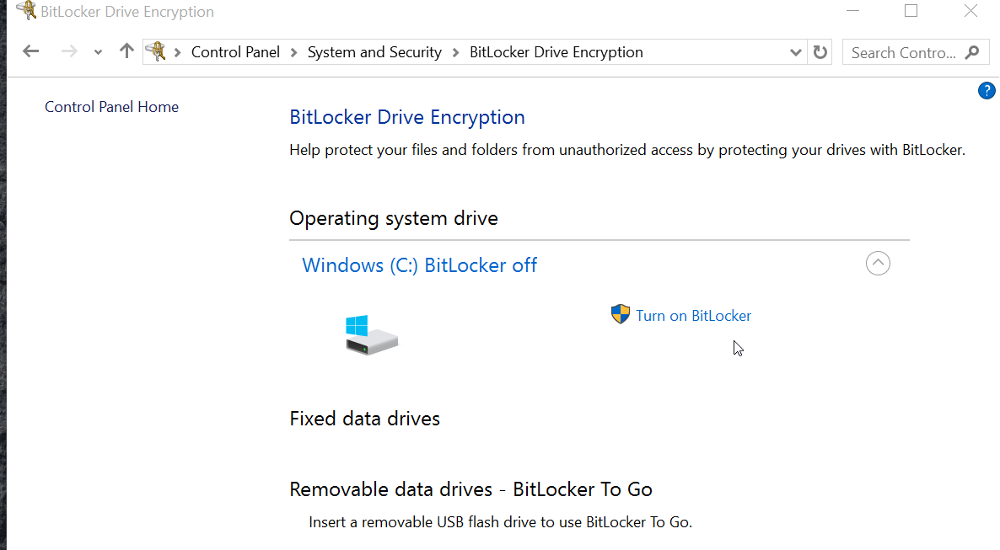 BitLocker Drive Encryption
Control Panel > System and Security > BitLocker Drive Encryption
Search Contro...
?
Control Panel Home
BitLocker Drive Encryption
Help protect your files and folders from unauthorized access by protecting your drives with BitLocker.
Operating system drive
Windows (C:) BitLocker off
Turn on BitLocker
Fixed data drives
Removable data drives - BitLocker To Go
Insert a removable USB flash drive to use BitLocker To Go.